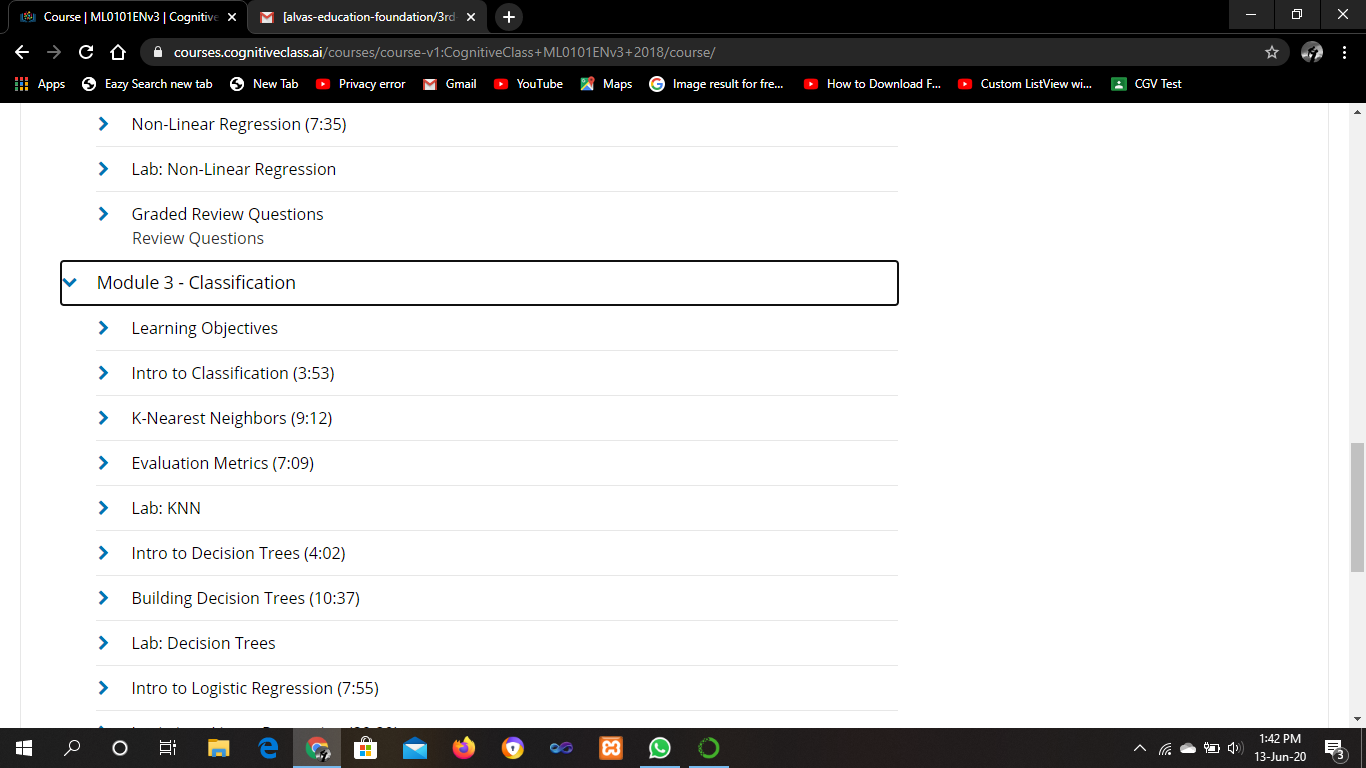 Course | ML0101ENv3 | Cognitive
[alvas-education-foundation/3rd
courses.cognitiveclass.ai/courses/course-v1:CognitiveClass+ML0101ENv3+2018/course/
Apps
Eazy Search new tab
New Tab
Privacy error
Gmail
YouTube
Maps
Image result for fre...
How to Download F...
Custom ListView wi...
CGV Test
Non-Linear Regression (7:35)
Lab: Non-Linear Regression
Graded Review Questions
Review Questions
Module 3 - Classification
Learning Objectives
Intro to Classification (3:53)
K-Nearest Neighbors (9:12)
Evaluation Metrics (7:09)
Lab: KNN
Intro to Decision Trees (4:02)
Building Decision Trees (10:37)
Lab: Decision Trees
Intro to Logistic Regression (7:55)
1:42 PM
13-Jun-20
3